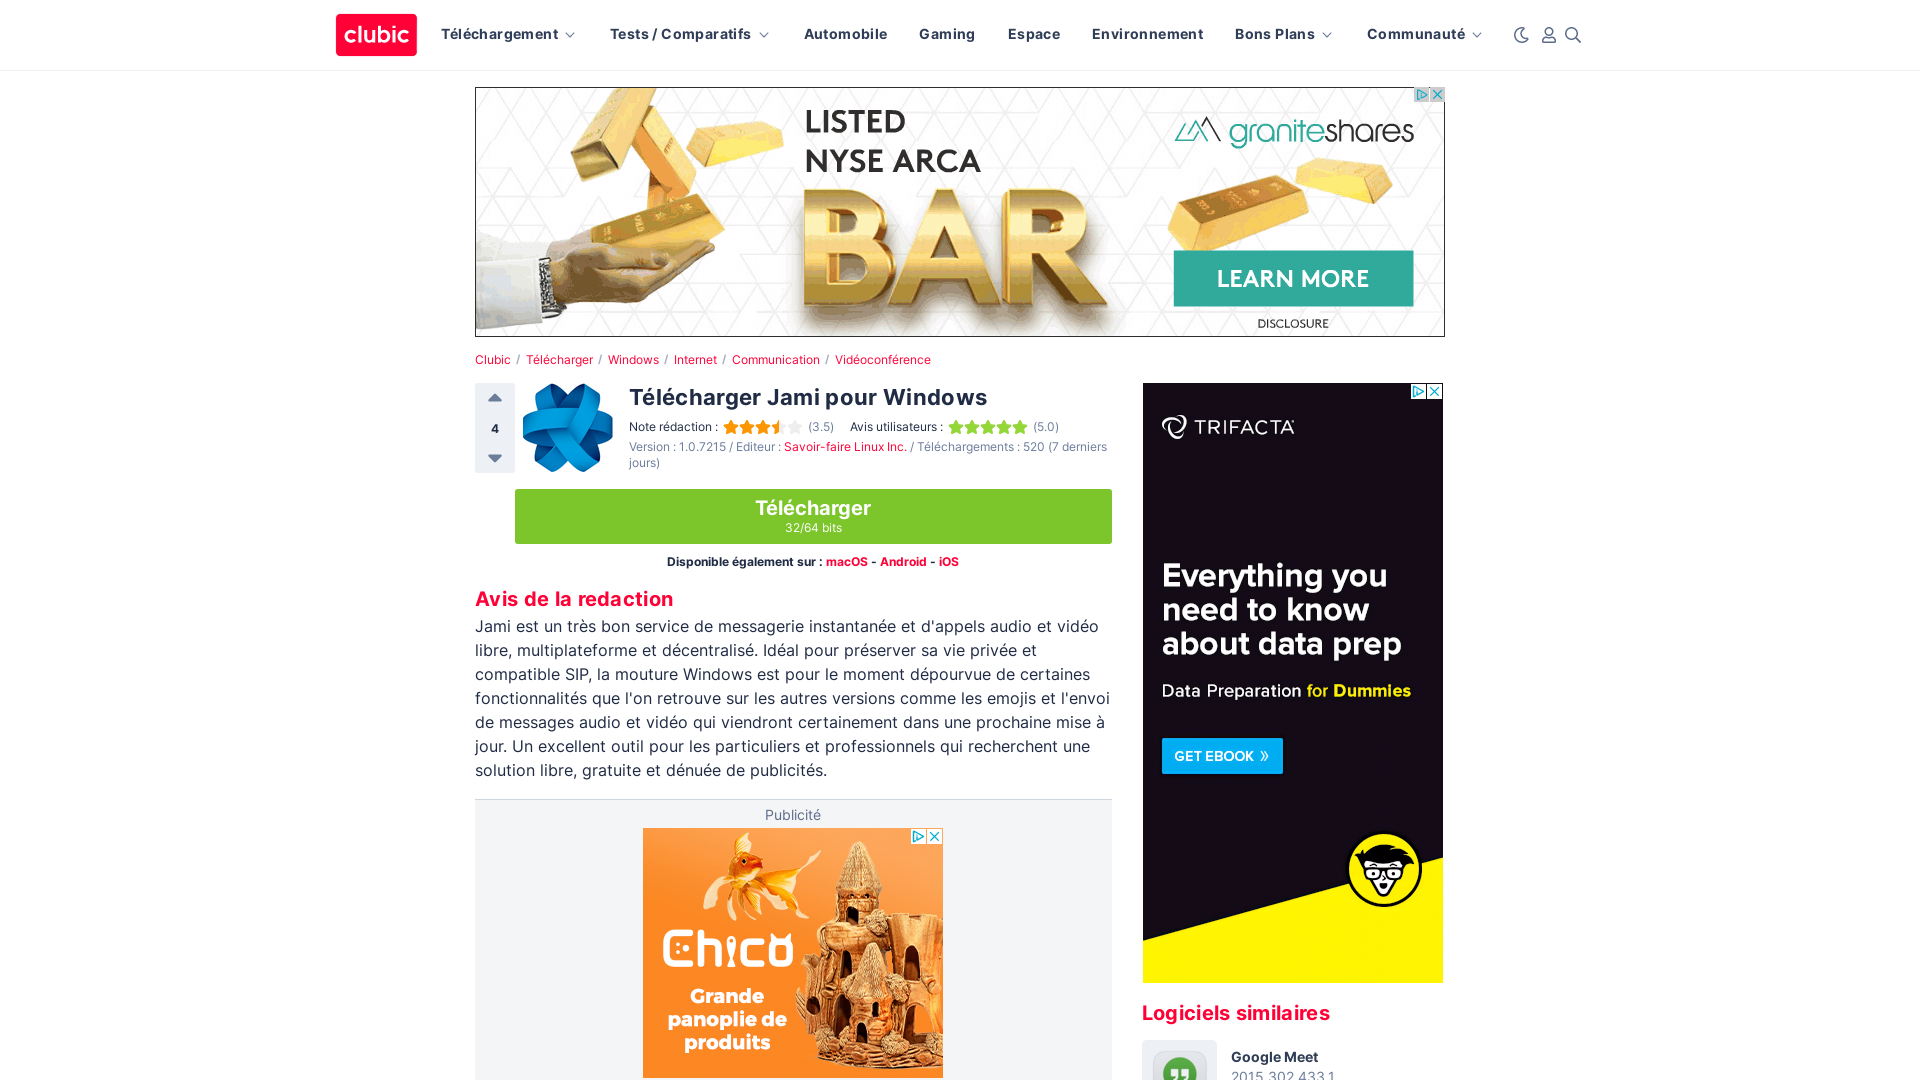 clubic
Téléchargement
Tests / Comparatifs
Automobile
Gaming
Espace
Environnement
Bons Plans
Communauté
LISTED
NYSE ARCA
BAR
graniteshares
LEARN MORE
DISCLOSURE
Clubic / Télécharger / Windows / Internet / Communication / Vidéoconférence
4
Télécharger Jami pour Windows
Note rédaction : (3.5) Avis utilisateurs : (5.0)
Version : 1.0.7215 / Editeur : Savoir-faire Linux Inc. / Téléchargements : 520 (7 derniers
jours)
Télécharger
32/64 bits
Disponible également sur : macOS - Android - iOS
Avis de la redaction
Jami est un très bon service de messagerie instantanée et d'appels audio et vidéo
libre, multiplateforme et décentralisé. Idéal pour préserver sa vie privée et
compatible SIP, la mouture Windows est pour le moment dépourvue de certaines
fonctionnalités que l'on retrouve sur les autres versions comme les emojis et l'envoi
de messages audio et vidéo qui viendront certainement dans une prochaine mise à
jour. Un excellent outil pour les particuliers et professionnels qui recherchent une
solution libre, gratuite et dénuée de publicités.
Publicité
Chico
Grande
panoplie de
produits
TRIFACTA
Everything you
need to know
about data prep
Data Preparation for Dummies
GET EBOOK »
Logiciels similaires
Google Meet
2015.302.433.1